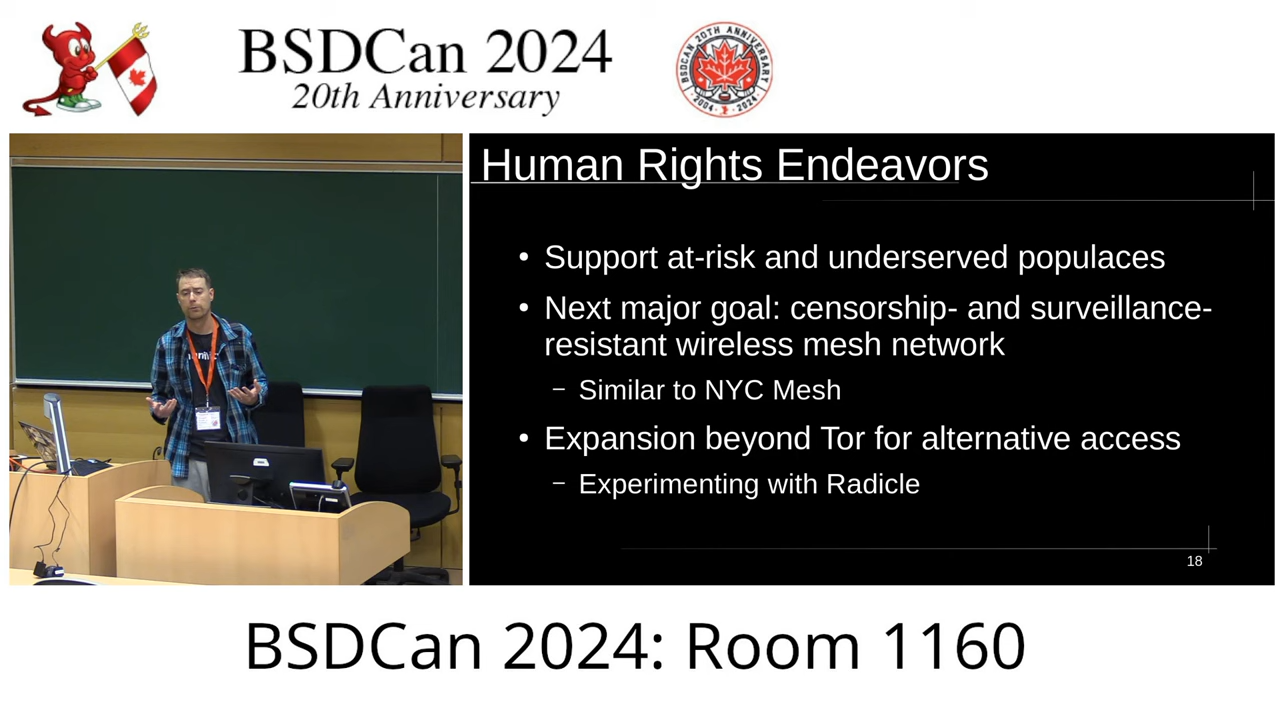 BSDCan 2024
20th Anniversary
BSDCAN 20TH ANNIVERSARY
2004 2024
Human Rights Endeavors
• Support at-risk and underserved populaces
• Next major goal: censorship- and surveillance-
resistant wireless mesh network
– Similar to NYC Mesh
• Expansion beyond Tor for alternative access
– Experimenting with Radicle
18
BSDCan 2024: Room 1160